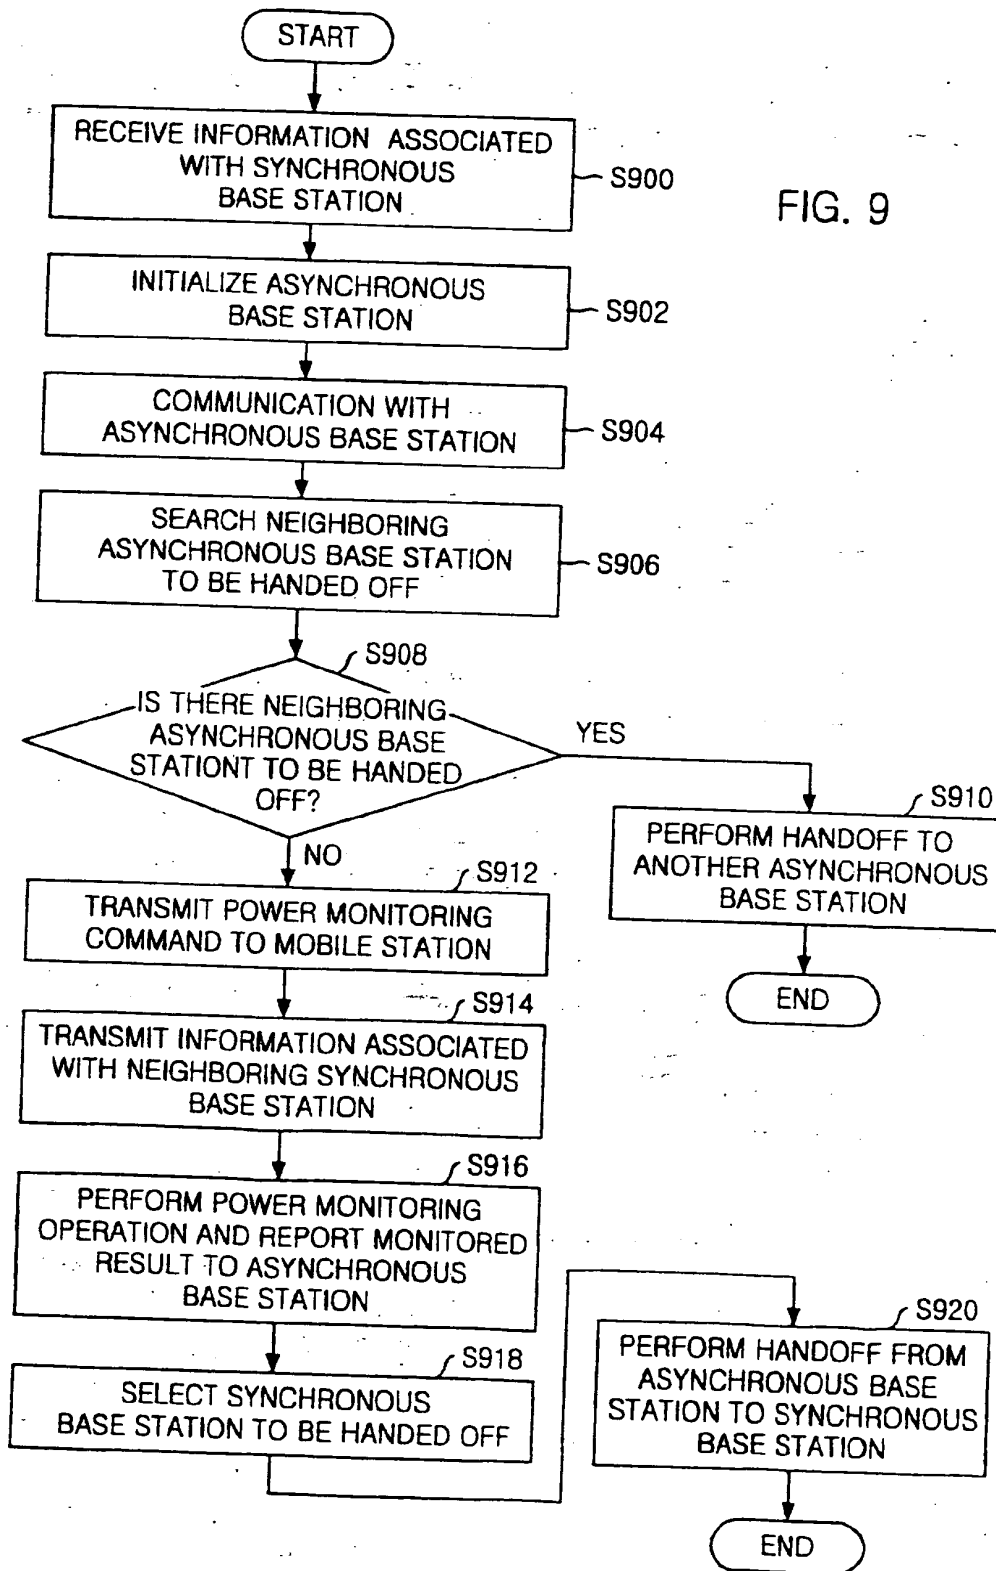 START
RECEIVE INFORMATION ASSOCIATED
WITH SYNCHRONOUS
BASE STATION
S900
FIG. 9
INITIALIZE ASYNCHRONOUS
BASE STATION
S902
COMMUNICATION WITH
ASYNCHRONOUS BASE STATION
S904
SEARCH NEIGHBORING
ASYNCHRONOUS BASE STATION
TO BE HANDED OFF
S906
S908
IS THERE NEIGHBORING
ASYNCHRONOUS BASE
STATIONT TO BE HANDED
OFF?
YES
S910
PERFORM HANDOFF TO
ANOTHER ASYNCHRONOUS
BASE STATION
END
NO
S912
TRANSMIT POWER MONITORING
COMMAND TO MOBILE STATION
S914
TRANSMIT INFORMATION ASSOCIATED
WITH NEIGHBORING SYNCHRONOUS
BASE STATION
S916
PERFORM POWER MONITORING
OPERATION AND REPORT MONITORED
RESULT TO ASYNCHRONOUS
BASE STATION
S918
SELECT SYNCHRONOUS
BASE STATION TO BE HANDED OFF
S920
PERFORM HANDOFF FROM
ASYNCHRONOUS BASE
STATION TO SYNCHRONOUS
BASE STATION
END